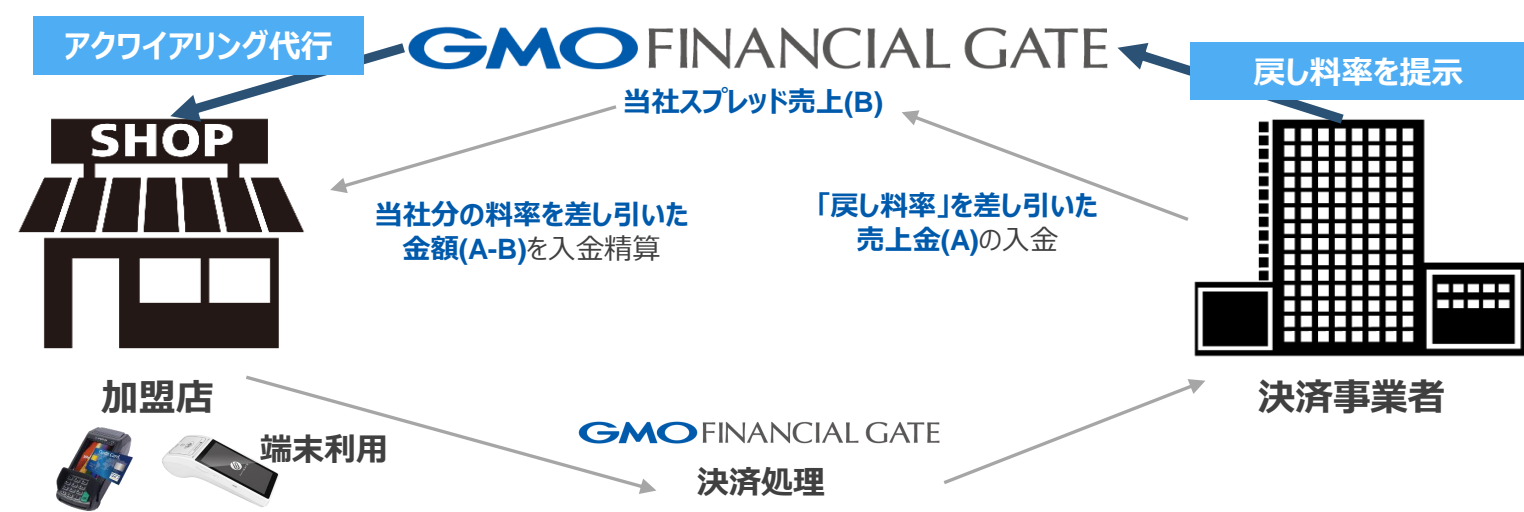 アクワイアリング代行
GMO FINANCIAL GATE
戻し料率を提示
当社スプレッド売上(B)
SHOP
当社分の料率を差し引いた
金額(A-B)を入金精算
「戻し料率」を差し引いた
売上金(A)の入金
加盟店
決済事業者
端末利用
GMO FINANCIAL GATE
決済処理